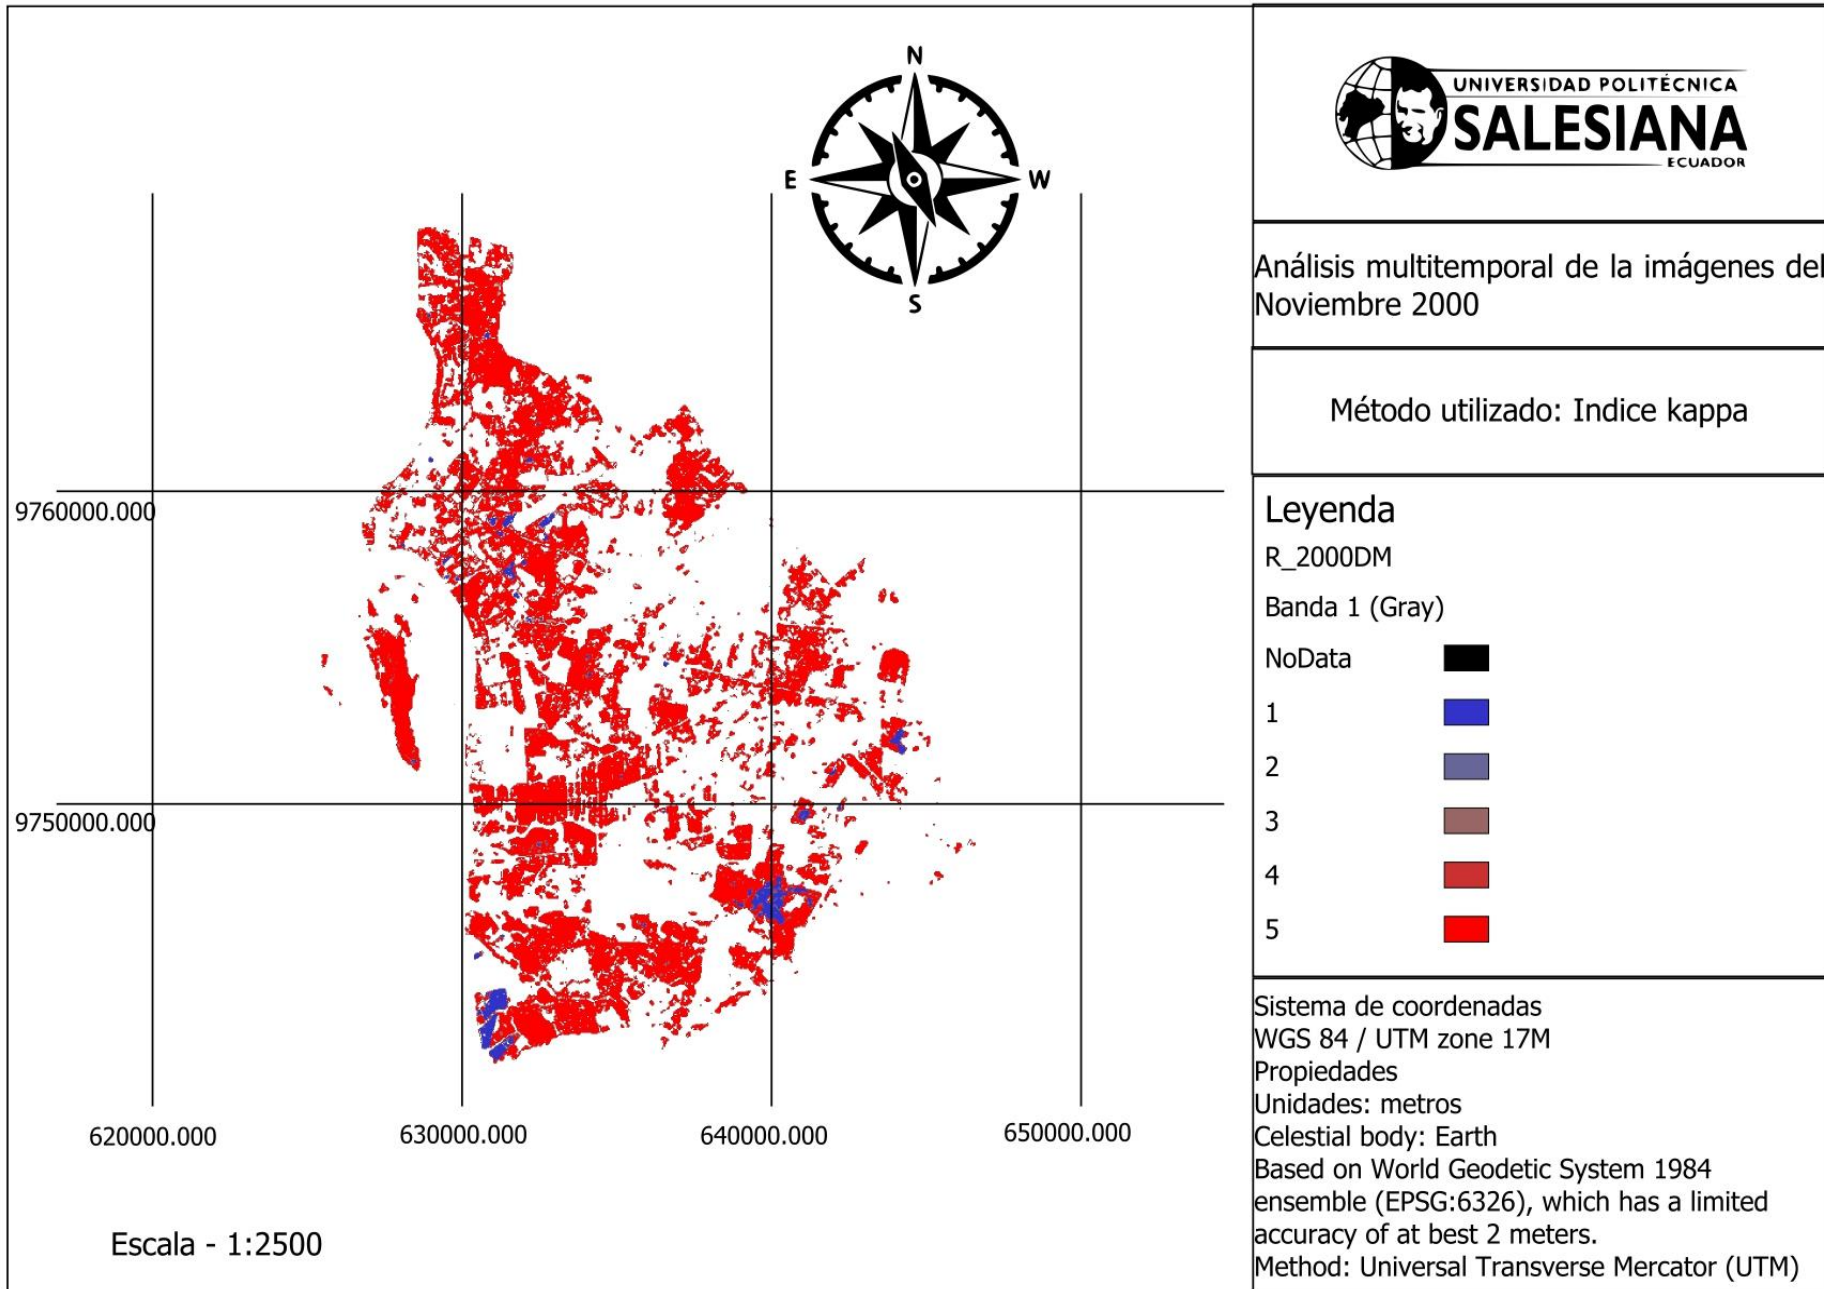 N
E
W
S
UNIVERSIDAD POLITÉCNICA
SALESIANA
ECUADOR
Análisis multitemporal de la imágenes del
Noviembre 2000
Método utilizado: Indice kappa
Leyenda
R_2000DM
Banda 1 (Gray)
NoData
1
2
3
4
5
9760000.000
9750000.000
620000.000
630000.000
640000.000
650000.000
Escala - 1:2500
Sistema de coordenadas
WGS 84 / UTM zone 17M
Propiedades
Unidades: metros
Celestial body: Earth
Based on World Geodetic System 1984
ensemble (EPSG:6326), which has a limited
accuracy of at best 2 meters.
Method: Universal Transverse Mercator (UTM)